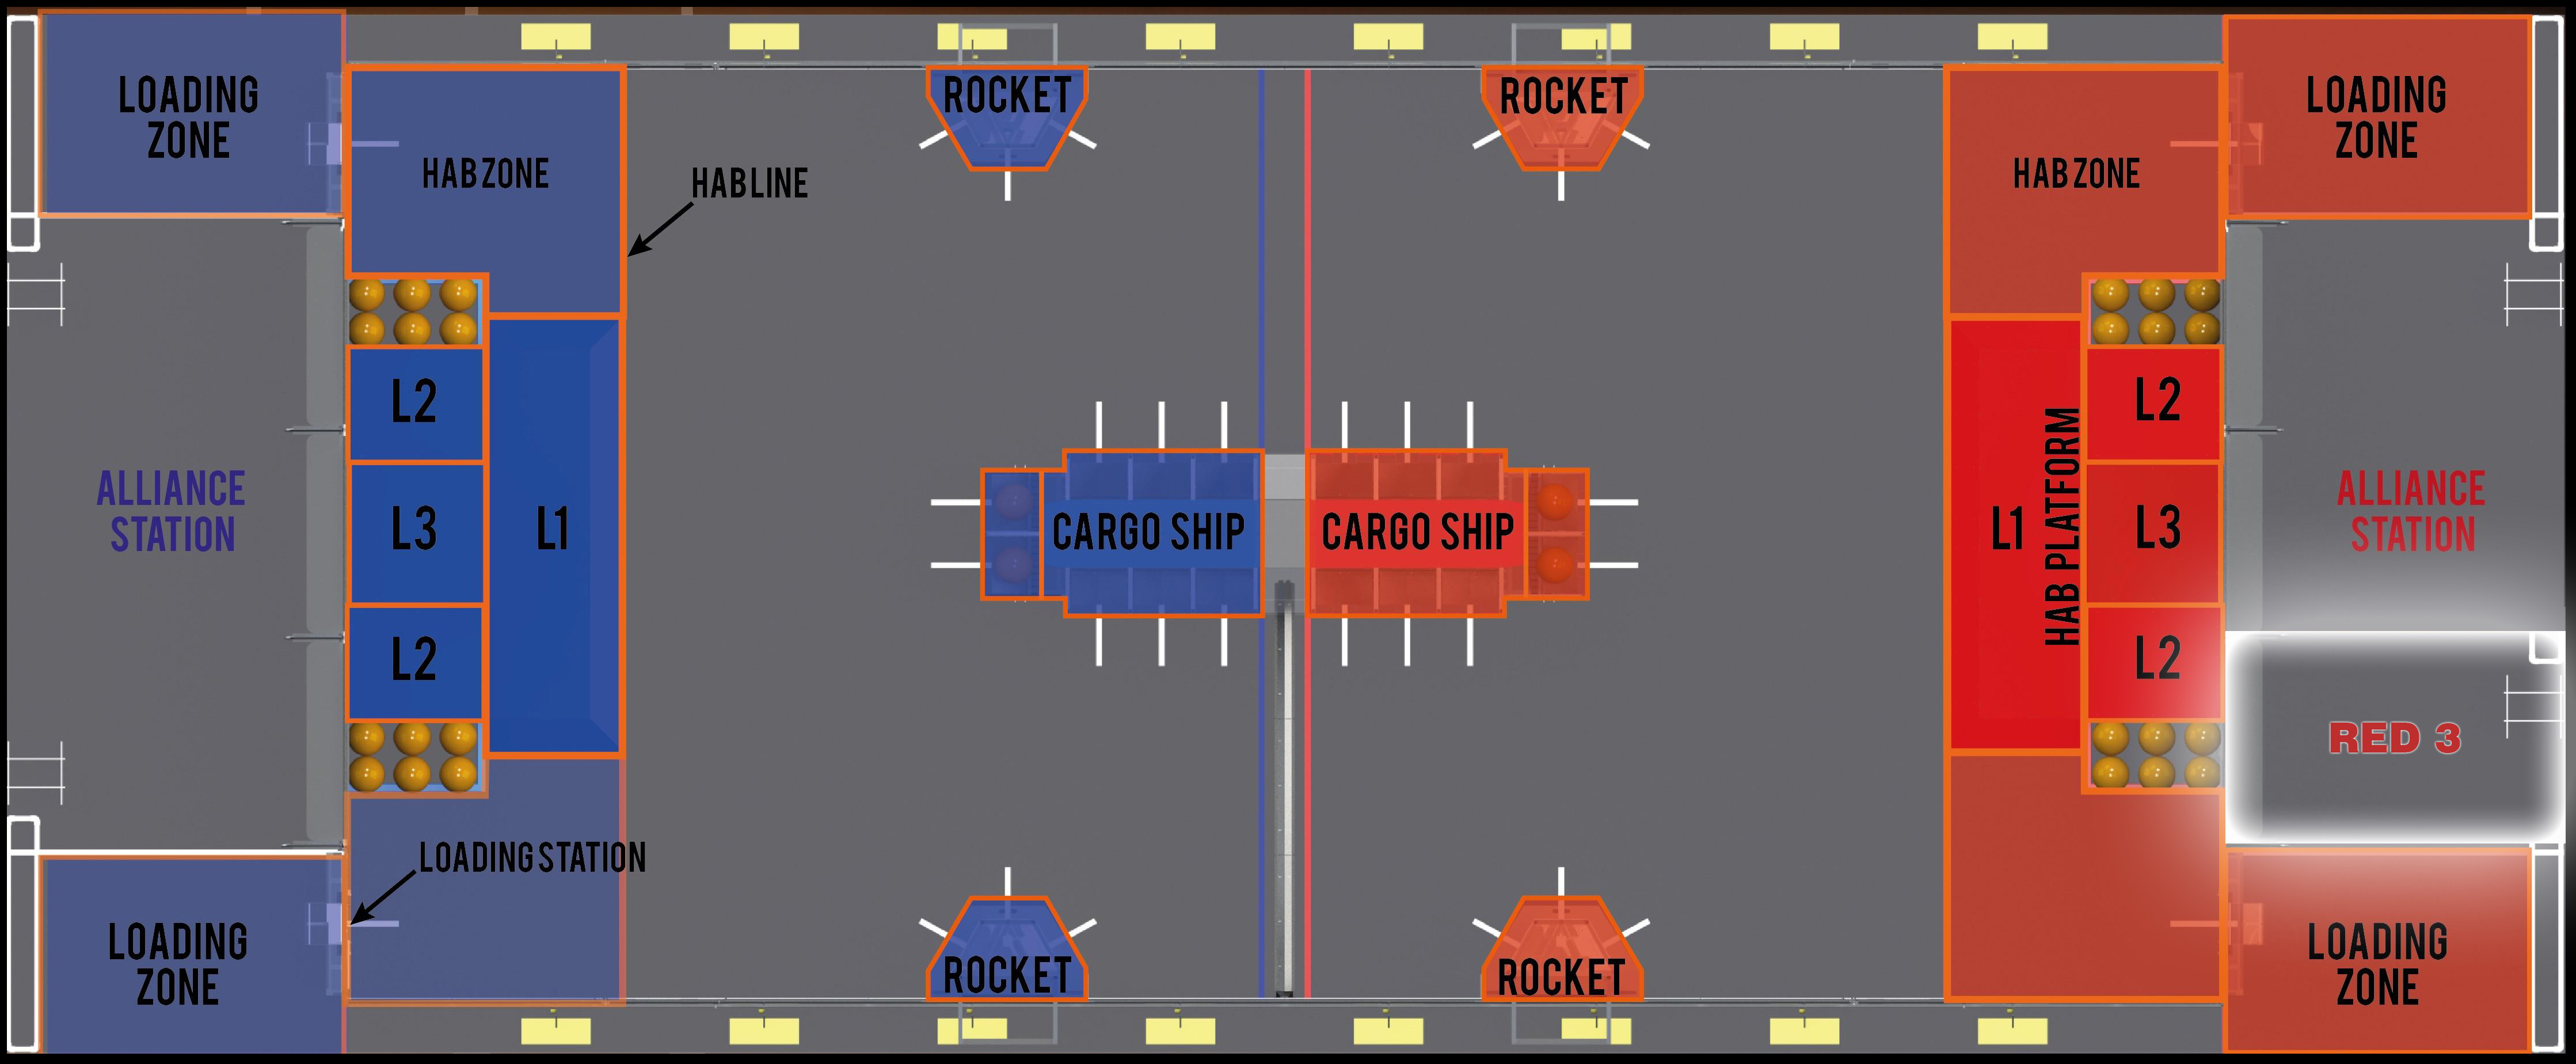 LOADING
ZONE
ROCKET
ROCKET
LOADING
ZONE
HAB ZONE
HAB LINE
HAB ZONE
L2
L2
ALLIANCE
STATION
L3
L1
CARGO SHIP
CARGO SHIP
L1
HAB PLATFORM
L3
ALLIANCE
STATION
L2
L2
RED 3
LOADING STATION
LOADING
ZONE
ROCKET
ROCKET
LOADING
ZONE